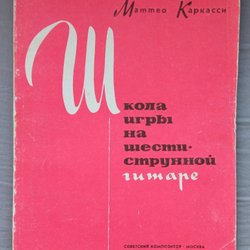 Маттео Каркасси
Школа
игры
на
шести-
струнной
гитаре
СОВЕТСКИЙ КОМПОЗИТОР · МОСКВА